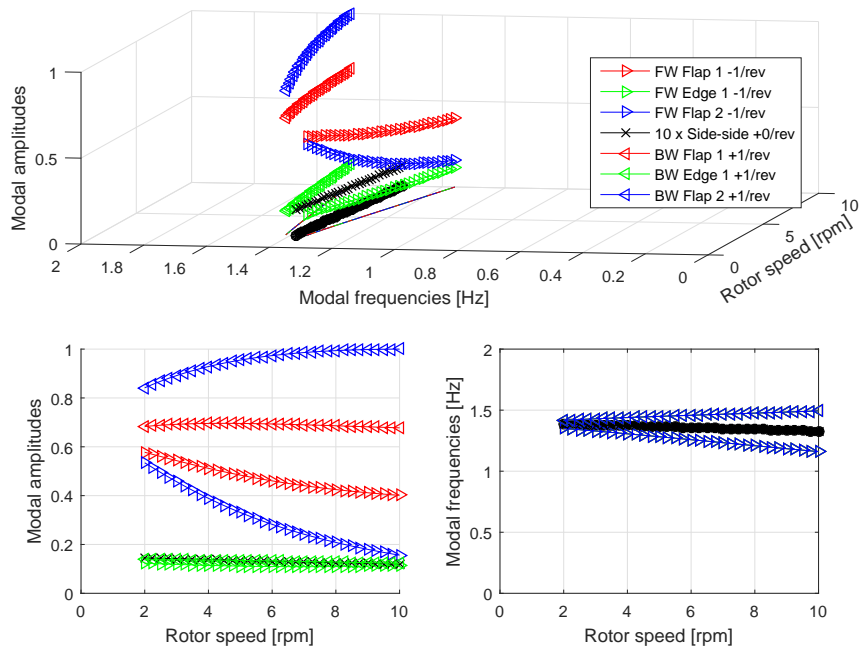 1
0.5
0
Modal amplitudes
2
1.8
1.6
1.4
1.2
1
0.8
0.6
0.4
0.2
0
Modal frequencies [Hz]
0
5
10
Rotor speed [rpm]
FW Flap 1 -1/rev
FW Edge 1 -1/rev
FW Flap 2 -1/rev
10 x Side-side +0/rev
BW Flap 1 +1/rev
BW Edge 1 +1/rev
BW Flap 2 +1/rev
1
0.8
0.6
0.4
0.2
0
Modal amplitudes
0
2
4
6
8
10
Rotor speed [rpm]
2
1.5
1
0.5
0
Modal frequencies [Hz]
0
2
4
6
8
10
Rotor speed [rpm]